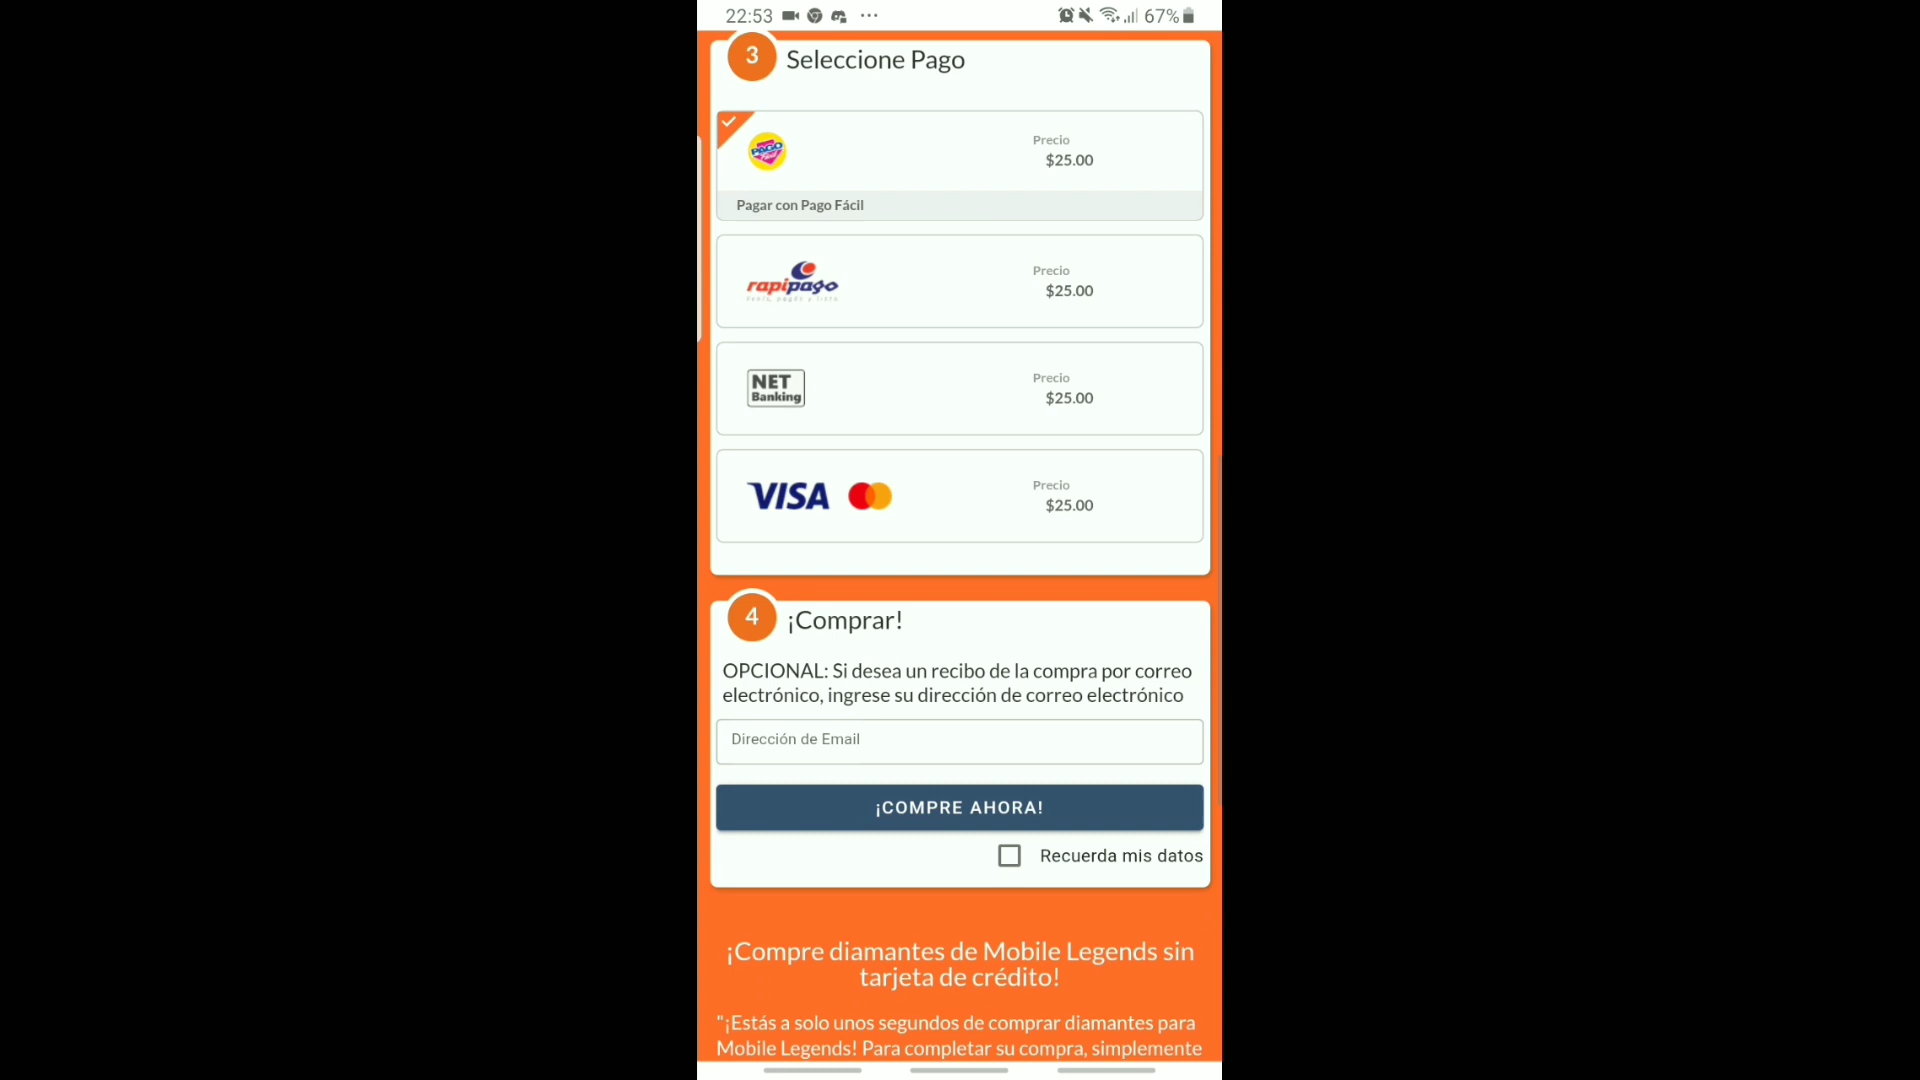 22:53
67%
3
Seleccione Pago
PAGO
Fácil
Precio
$25.00
Pagar con Pago Fácil
rapipago
Precio
$25.00
NET
Banking
Precio
$25.00
VISA
Precio
$25.00
4
¡Comprar!
OPCIONAL: Si desea un recibo de la compra por correo
electrónico, ingrese su dirección de correo electrónico
Dirección de Email
¡COMPRE AHORA!
Recuerda mis datos
¡Compre diamantes de Mobile Legends sin
tarjeta de crédito!
"¡Estás a solo unos segundos de comprar diamantes para
Mobile Legends! Para completar su compra, simplemente